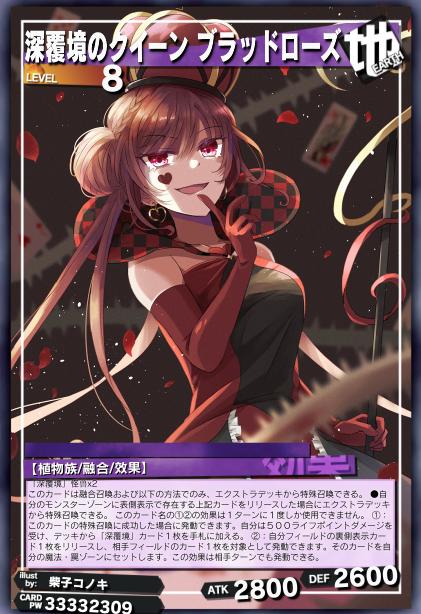 深覆境のクイーン ブラッドローズ
地
EARTH
LEVEL 8
【植物族/融合/効果】
効果
「深覆境」怪獣x2
このカードは融合召喚および以下の方法でのみ、エクストラデッキから特殊召喚できる。 ●自
分のモンスターゾーンに表側表示で存在する上記カードをリリースした場合にエクストラデッキ
から特殊召喚できる。 このカード名の①②の効果は1ターンに1度しか使用できません。 ①：
このカードの特殊召喚に成功した場合に発動できます。自分は500ライフポイントダメージを
受け、デッキから「深覆境」カード1枚を手札に加える。 ②：自分フィールドの裏側表示カー
ド1枚をリリースし、相手フィールドのカード1枚を対象として発動できます。そのカードを自
分の魔法・罠ゾーンにセットします。この効果は相手ターンでも発動できる。
illust by: 柴子コノキ
ATK 2800 DEF 2600
CARD PW 33332309